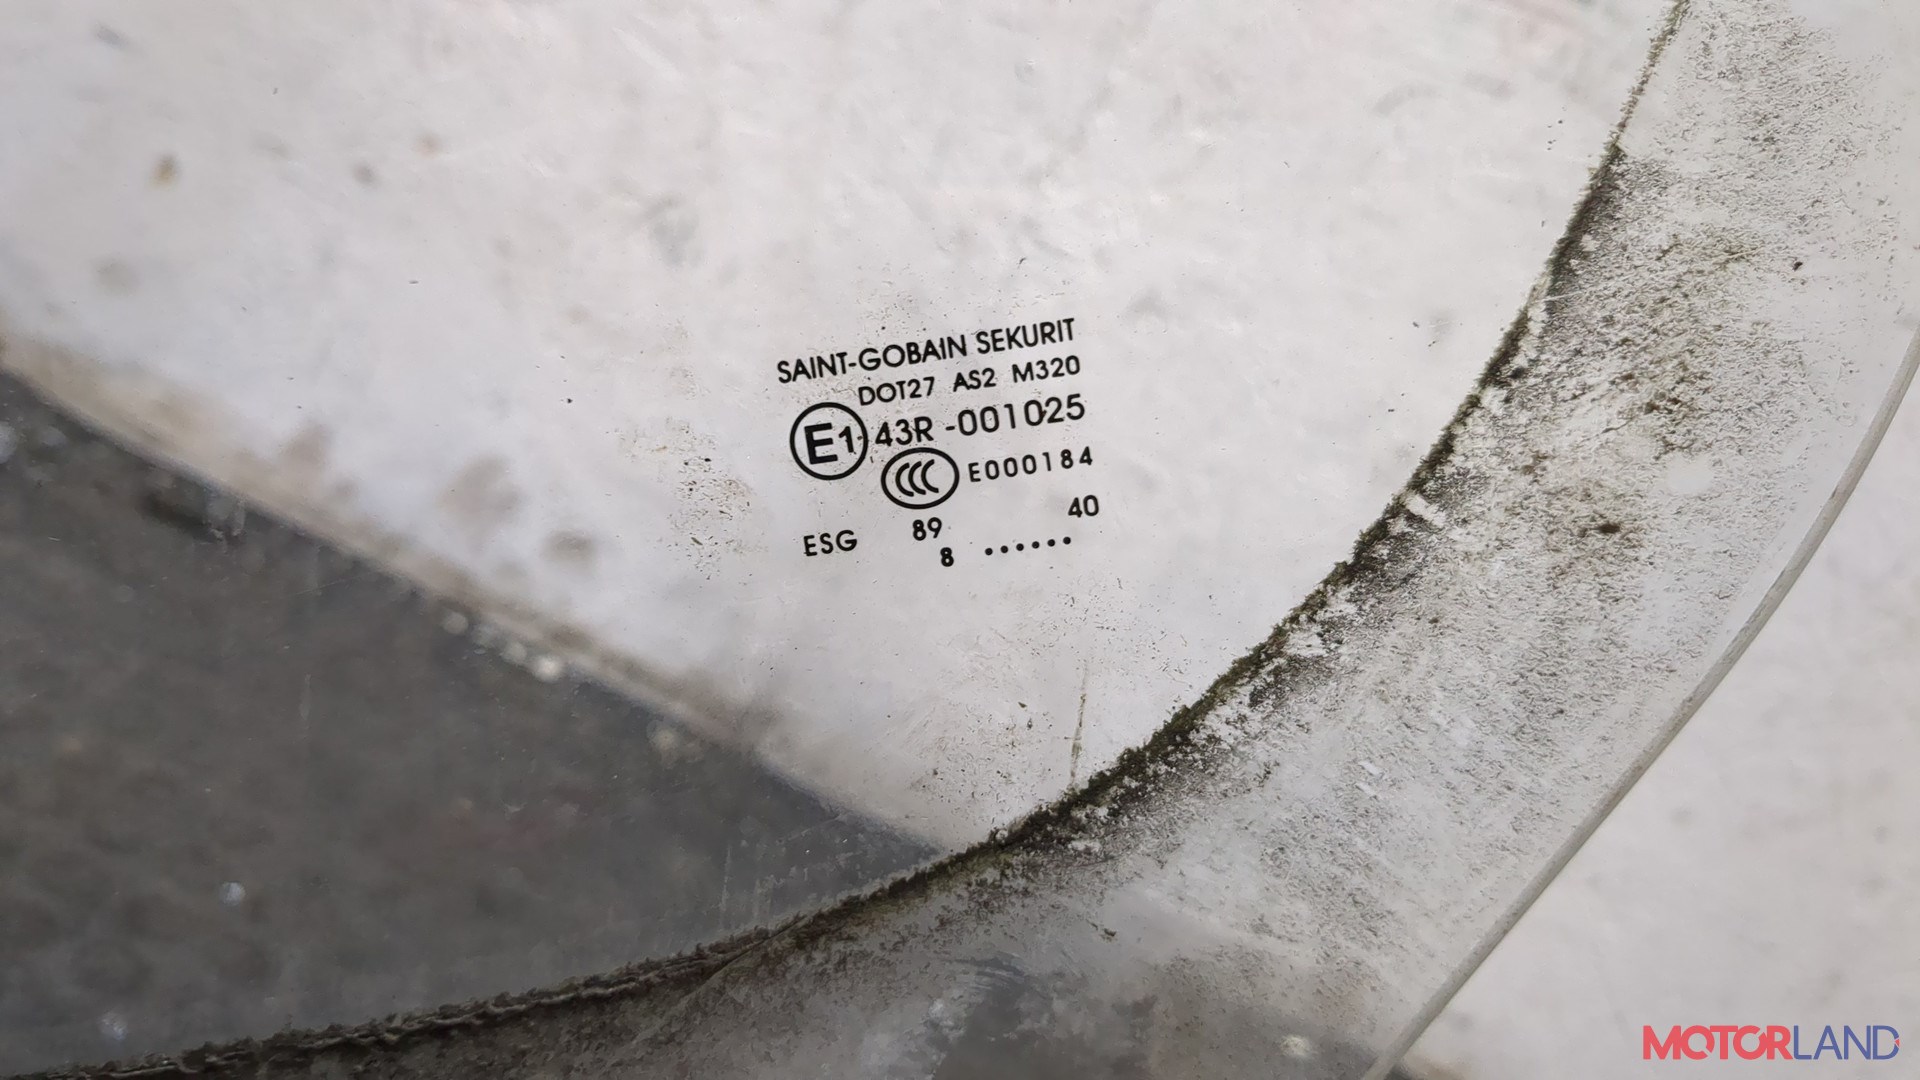 SAINT-GOBAIN SEKURIT
DOT27 AS2 M320
E1 43R -001025
CCC E000184
ESG 89 40
8 ......
MOTORLAND